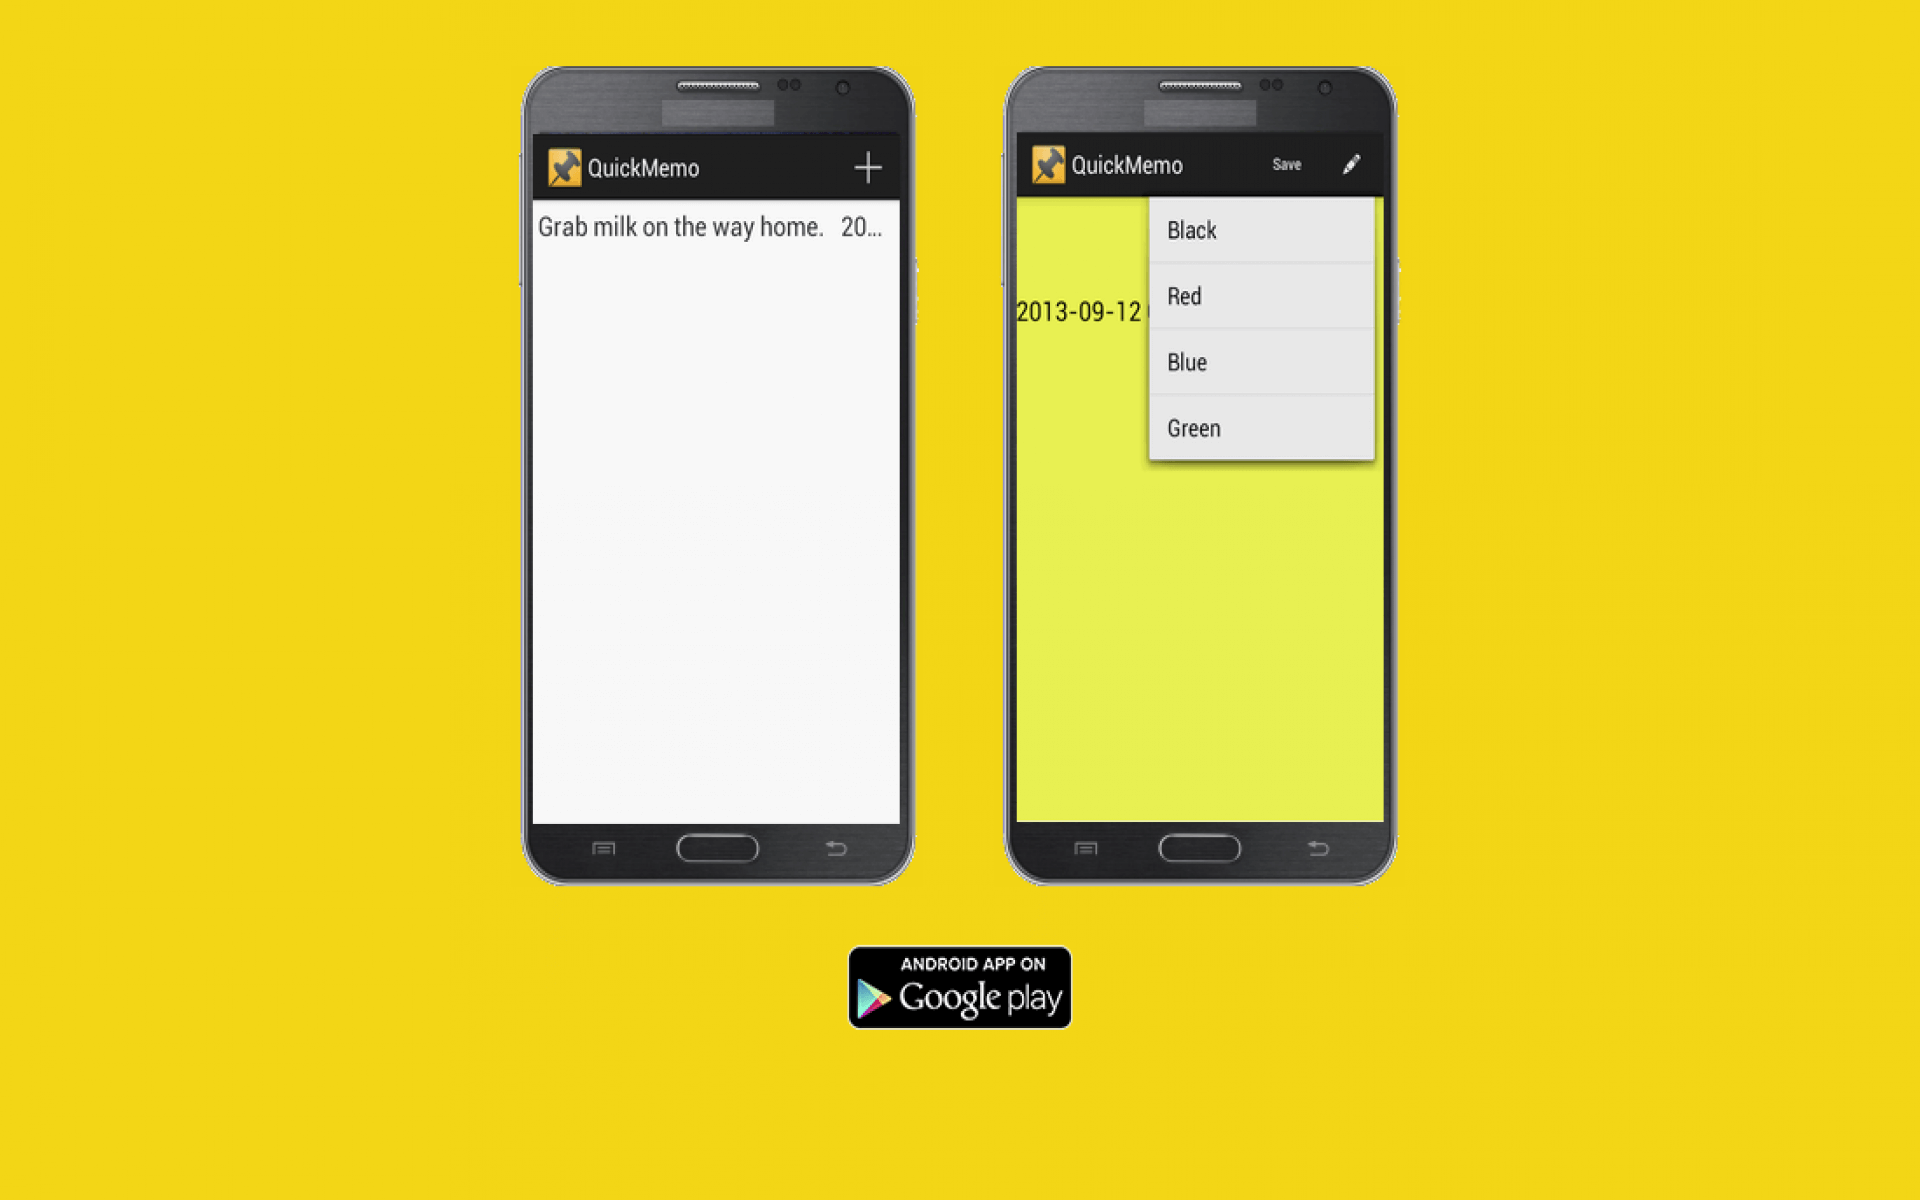 QuickMemo
Grab milk on the way home. 20...
QuickMemo Save
Black
Red
2013-09-12
Blue
Green
ANDROID APP ON
Google play